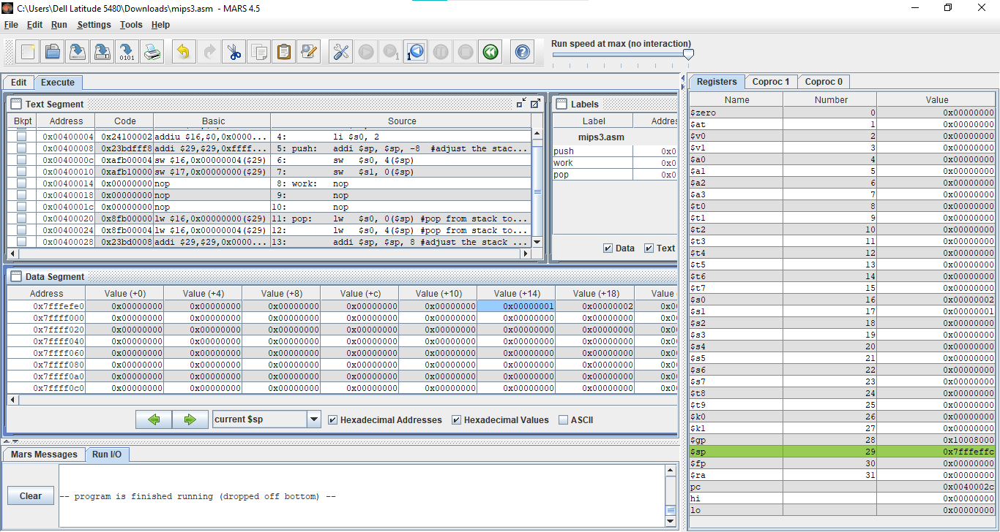 C:\Users\Dell Latitude 5480\Downloads\mips3.asm - MARS 4.5
File Edit Run Settings Tools Help
Run speed at max (no interaction)
Edit Execute
Text Segment
Bkpt Address Code Basic Source
0x00400004 0x24100002 addiu $16,$0,0x0000... 4: li $s0, 2
0x00400008 0x23bdfff8 addi $29,$29,0xffff... 5: push: addi $sp, $sp, -8 #adjust the stac...
0x0040000c 0xafb00004 sw $16,0x00000004($29) 6: sw $s0, 4($sp)
0x00400010 0xafb10000 sw $17,0x00000000($29) 7: sw $s1, 0($sp)
0x00400014 0x00000000 nop 8: work: nop
0x00400018 0x00000000 nop 9: nop
0x0040001c 0x00000000 nop 10: nop
0x00400020 0x8fb00000 lw $16,0x00000000($29) 11: pop: lw $s0, 0($sp) #pop from stack to...
0x00400024 0x8fb00004 lw $16,0x00000004($29) 12: lw $s0, 4($sp) #pop from stack to...
0x00400028 0x23bd0008 addi $29,$29,0x0000... 13: addi $sp, $sp, 8 #adjust the stack ...
Labels
Label Addres
mips3.asm
push 0x0
work 0x0
pop 0x0
Data Text
Data Segment
Address Value (+0) Value (+4) Value (+8) Value (+c) Value (+10) Value (+14) Value (+18) Value
0x7fffefe0 0x00000000 0x00000000 0x00000000 0x00000000 0x00000000 0x00000001 0x00000002 0x0
0x7ffff000 0x00000000 0x00000000 0x00000000 0x00000000 0x00000000 0x00000000 0x00000000 0x0
0x7ffff020 0x00000000 0x00000000 0x00000000 0x00000000 0x00000000 0x00000000 0x00000000 0x0
0x7ffff040 0x00000000 0x00000000 0x00000000 0x00000000 0x00000000 0x00000000 0x00000000 0x0
0x7ffff060 0x00000000 0x00000000 0x00000000 0x00000000 0x00000000 0x00000000 0x00000000 0x0
0x7ffff080 0x00000000 0x00000000 0x00000000 0x00000000 0x00000000 0x00000000 0x00000000 0x0
0x7ffff0a0 0x00000000 0x00000000 0x00000000 0x00000000 0x00000000 0x00000000 0x00000000 0x0
0x7ffff0c0 0x00000000 0x00000000 0x00000000 0x00000000 0x00000000 0x00000000 0x00000000 0x0
current $sp Hexadecimal Addresses Hexadecimal Values ASCII
Mars Messages Run I/O
Clear
-- program is finished running (dropped off bottom) --
Registers Coproc 1 Coproc 0
Name Number Value
$zero 0 0x00000000
$at 1 0x00000000
$v0 2 0x00000000
$v1 3 0x00000000
$a0 4 0x00000000
$a1 5 0x00000000
$a2 6 0x00000000
$a3 7 0x00000000
$t0 8 0x00000000
$t1 9 0x00000000
$t2 10 0x00000000
$t3 11 0x00000000
$t4 12 0x00000000
$t5 13 0x00000000
$t6 14 0x00000000
$t7 15 0x00000000
$s0 16 0x00000002
$s1 17 0x00000001
$s2 18 0x00000000
$s3 19 0x00000000
$s4 20 0x00000000
$s5 21 0x00000000
$s6 22 0x00000000
$s7 23 0x00000000
$t8 24 0x00000000
$t9 25 0x00000000
$k0 26 0x00000000
$k1 27 0x00000000
$gp 28 0x10008000
$sp 29 0x7fffeffc
$fp 30 0x00000000
$ra 31 0x00000000
pc 0x0040002c
hi 0x00000000
lo 0x00000000